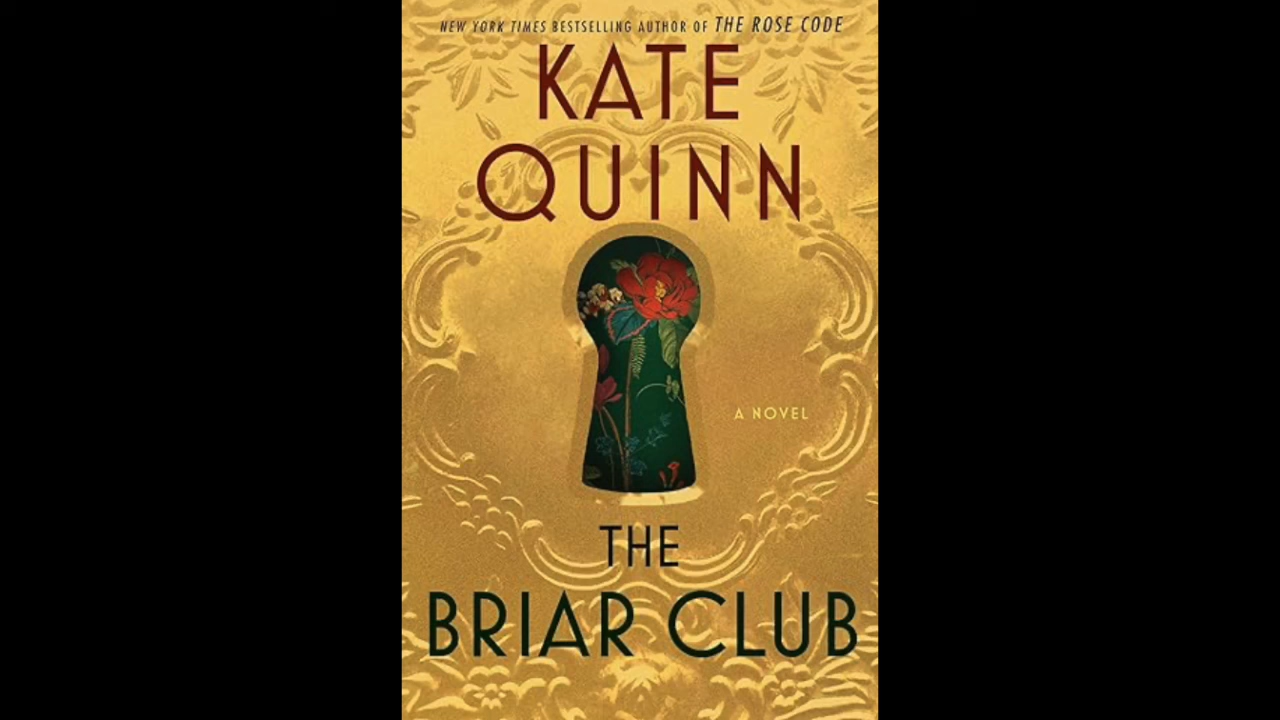 NEW YORK TIMES BESTSELLING AUTHOR OF THE ROSE CODE
KATE
QUINN
A NOVEL
THE
BRIAR CLUB